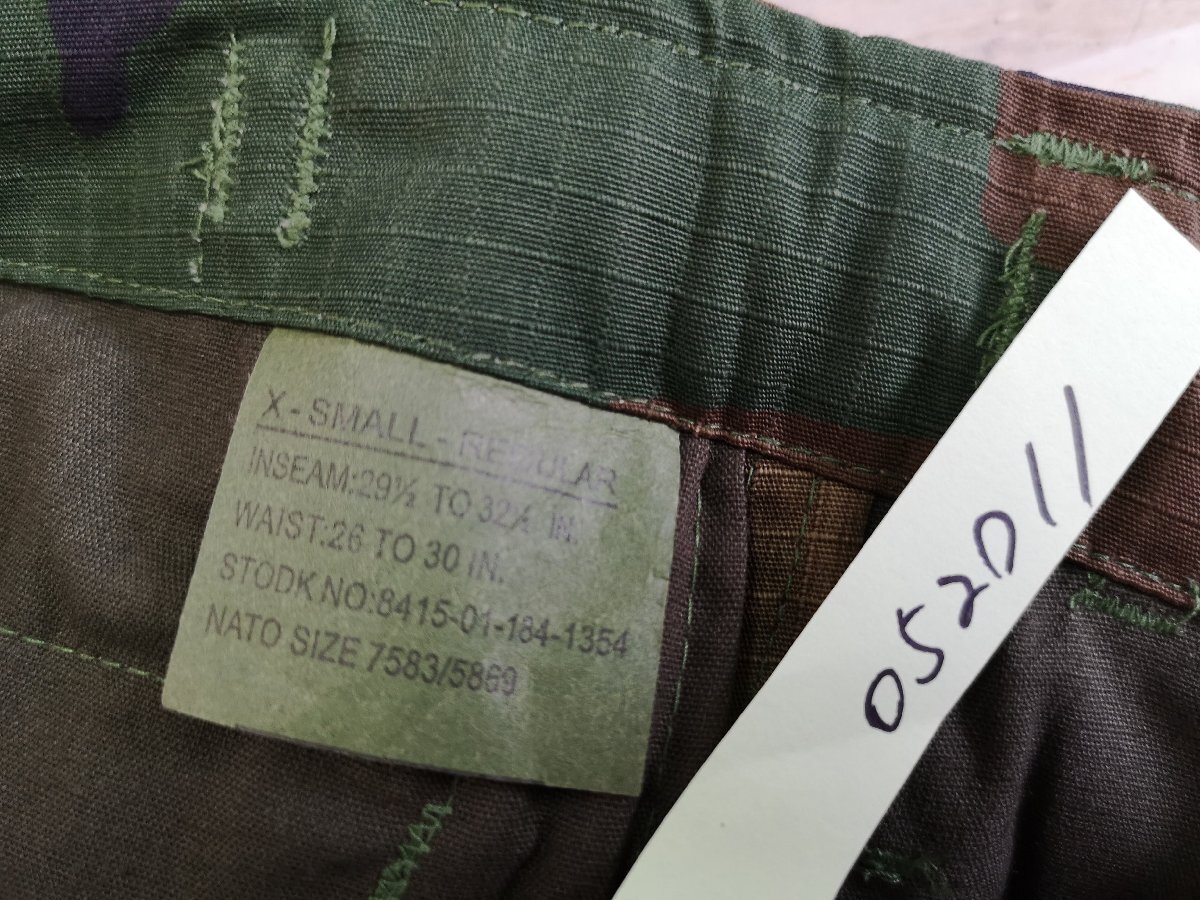 X-SMALL-REGULAR
INSEAM:29½ TO 32½ IN.
WAIST:26 TO 30 IN.
STODK NO:8415-01-184-1354
NATO SIZE 7583/5869
052D11